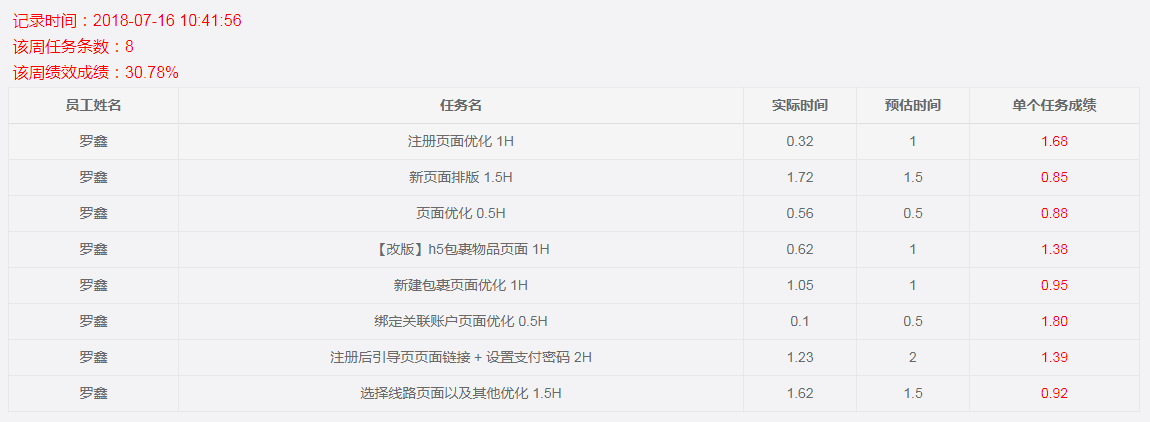 记录时间：2018-07-16 10:41:56
该周任务条数：8
该周绩效成绩：30.78%
员工姓名 任务名 实际时间 预估时间 单个任务成绩
罗鑫 注册页面优化 1H 0.32 1 1.68
罗鑫 新页面排版 1.5H 1.72 1.5 0.85
罗鑫 页面优化 0.5H 0.56 0.5 0.88
罗鑫 【改版】h5包裹物品页面 1H 0.62 1 1.38
罗鑫 新建包裹页面优化 1H 1.05 1 0.95
罗鑫 绑定关联账户页面优化 0.5H 0.1 0.5 1.80
罗鑫 注册后引导页页面链接 + 设置支付密码 2H 1.23 2 1.39
罗鑫 选择线路页面以及其他优化 1.5H 1.62 1.5 0.92